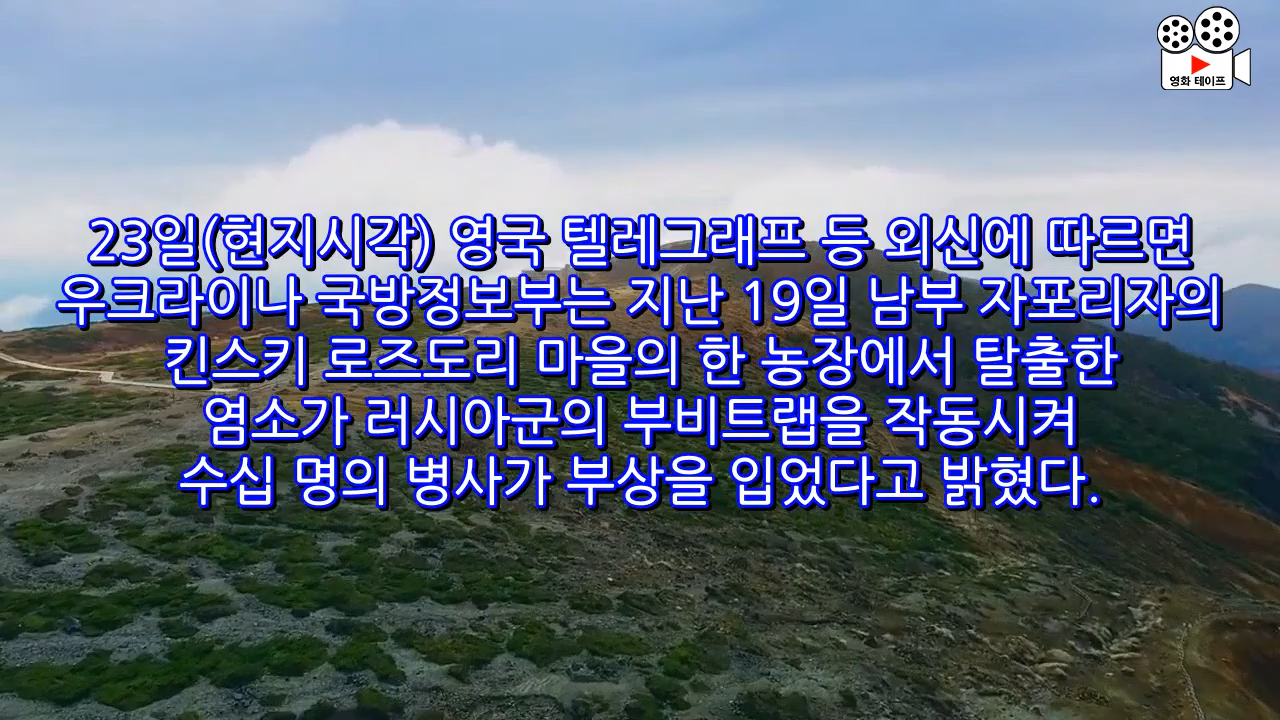 영화 테이프
23일(현지시각) 영국 텔레그래프 등 외신에 따르면
우크라이나 국방정보부는 지난 19일 남부 자포리자의
킨스키 로즈도리 마을의 한 농장에서 탈출한
염소가 러시아군의 부비트랩을 작동시켜
수십 명의 병사가 부상을 입었다고 밝혔다.